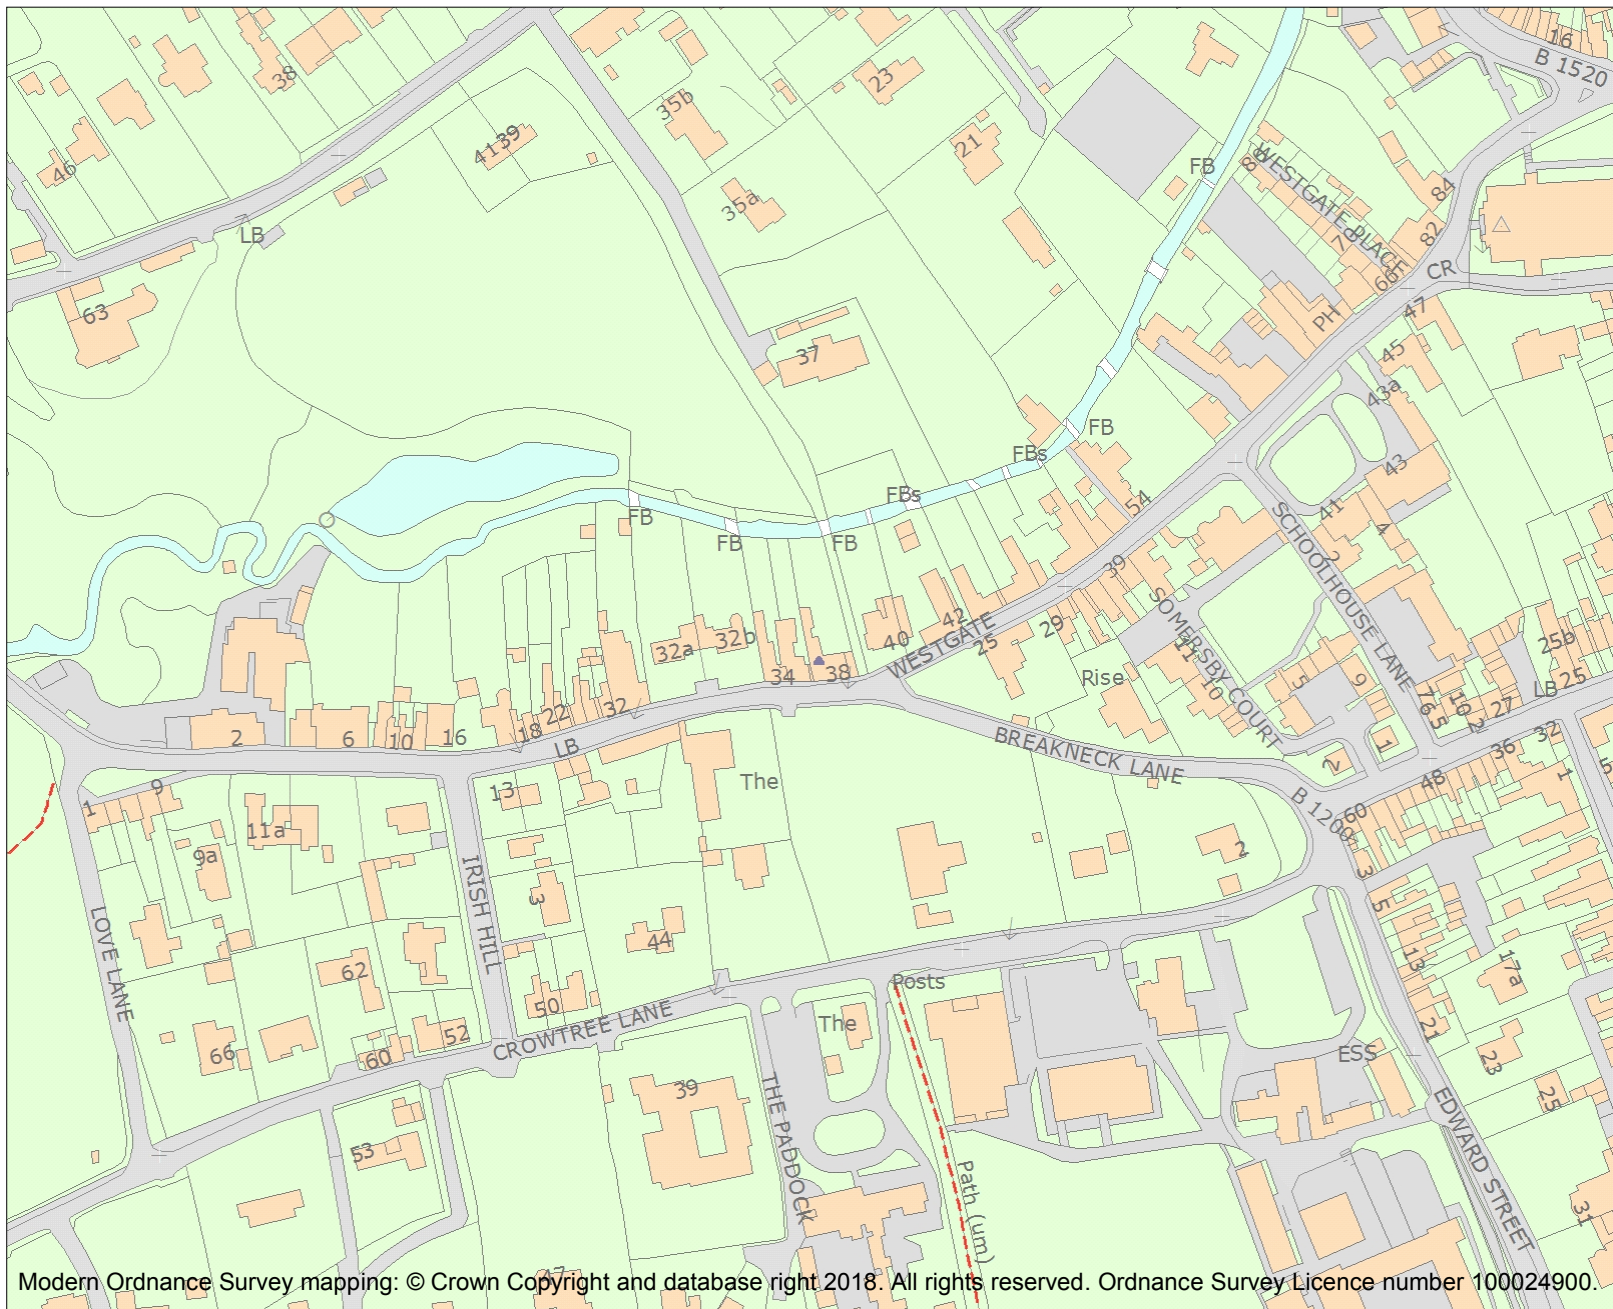 16
B 1520
38
23
35b
4139
21
46
FB
80
WESTGATE PLACE
84
35a
LB
82
70
CR
66
63
47
PH
37
45
43a
FB
FBs
43
FBs
54
41
FB
SCHOOLHOUSE LANE
4
FB
FB
2
39
SOMERSBY COURT
42
WESTGATE
29
40
25
32b
32a
11
25b
38
34
Rise
10
5
9
LB
25
32
22
18
27
76
5
10
2
32
2
6
10
16
LB
BREAKNECK LANE
1
36
2
The
48
1
5
9
13
B 1200
60
1
11a
2
9a
3
IRISH HILL
3
5
LOVE LANE
44
13
62
17a
Posts
50
CROWTREE LANE
The
52
21
66
60
ESS
23
39
THE PADDOCK
25
EDWARD STREET
53
Path (um)
31
47
Modern Ordnance Survey mapping: © Crown Copyright and database right 2018. All rights reserved. Ordnance Survey Licence number 100024900.